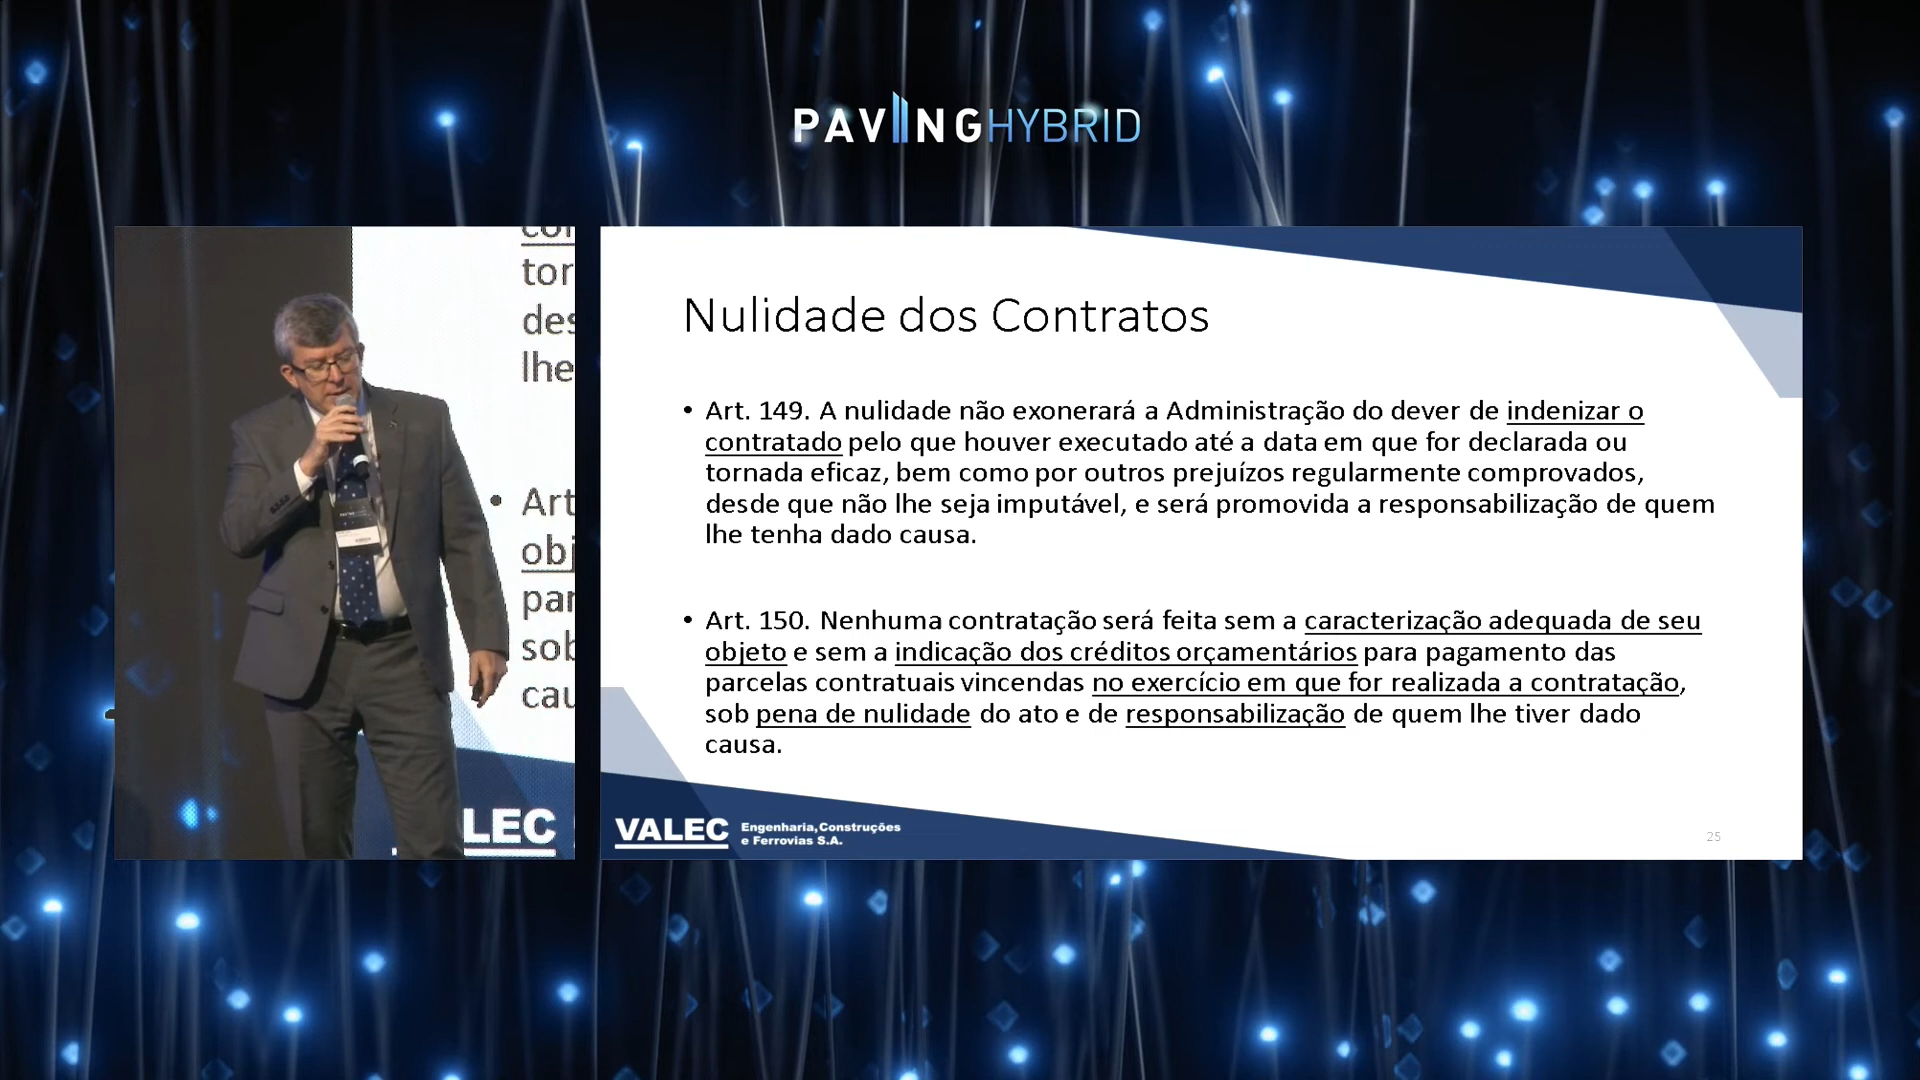 PAVINGHYBRID
con
tor
des
lhe
• Art
obj
par
sob
cau
LEC
Nulidade dos Contratos
• Art. 149. A nulidade não exonerará a Administração do dever de indenizar o
contratado pelo que houver executado até a data em que for declarada ou
tornada eficaz, bem como por outros prejuízos regularmente comprovados,
desde que não lhe seja imputável, e será promovida a responsabilização de quem
lhe tenha dado causa.
• Art. 150. Nenhuma contratação será feita sem a caracterização adequada de seu
objeto e sem a indicação dos créditos orçamentários para pagamento das
parcelas contratuais vincendas no exercício em que for realizada a contratação,
sob pena de nulidade do ato e de responsabilização de quem lhe tiver dado
causa.
VALEC
Engenharia, Construções
e Ferrovias S.A.
25